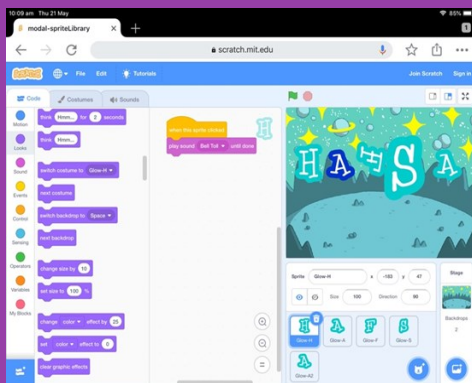 10:09 am Thu 21 May
85%
modal-spriteLibrary
1
scratch.mit.edu
SCRATCH
File Edit Tutorials Join Scratch Sign in
Code Costumes Sounds
Motion
Looks
Sound
Events
Control
Sensing
Operators
Variables
My Blocks
think Hmm... for 2 seconds
think Hmm...
switch costume to Glow-H
next costume
switch backdrop to Space
next backdrop
change size by 10
set size to 100 %
change color effect by 25
set color effect to 0
clear graphic effects
when this sprite clicked
play sound Bell Toll until done
H A F S A
Sprite Glow-H x -193 y 47
Size 100 Direction 90
Glow-H
Glow-A
Glow-F
Glow-S
Glow-A2
Stage
Backdrops
2